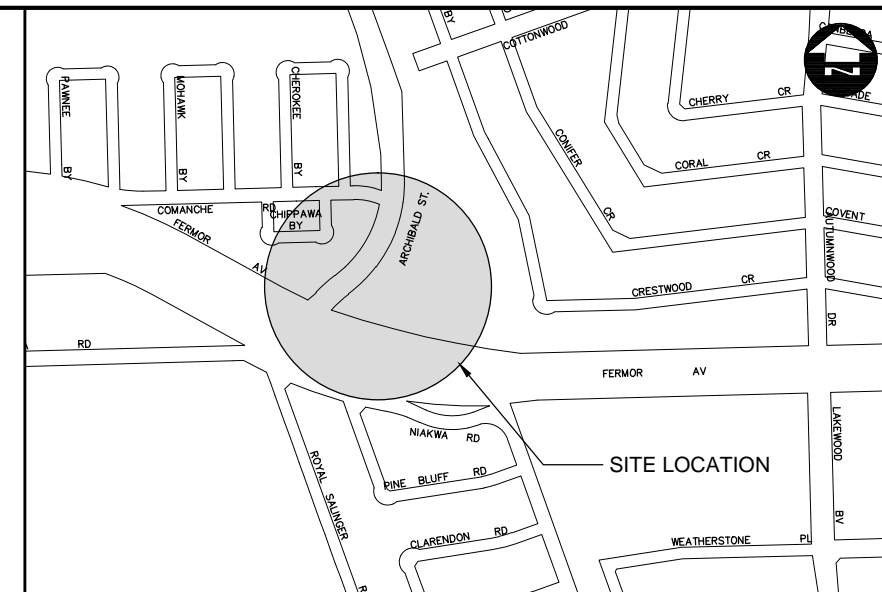 BY
COTTONWOOD
PAWNEE BY
MOHAWK BY
CHEROKEE BY
CHERRY CR
CONIFER CR
CORAL CR
N
COMANCHE RD
CHIPPAWA BY
FERMOR AV
ARCHIBALD ST.
COVENT
AUTUMNWOOD DR
CRESTWOOD CR
RD
FERMOR AV
NIAKWA RD
LAKEWOOD BV
ROYAL SALINGER
PINE BLUFF RD
SITE LOCATION
CLARENDON RD
WEATHERSTONE PL